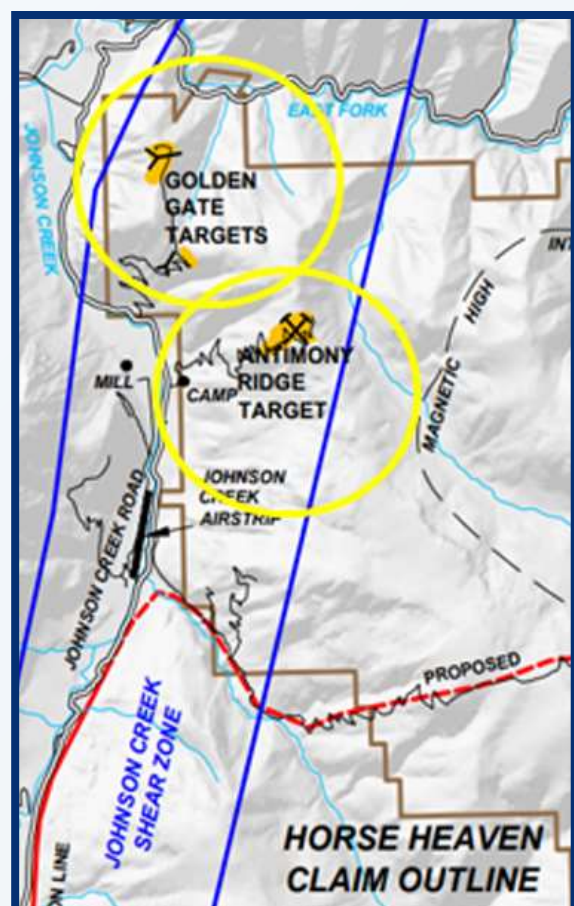 EAST FORK
JOHNSON CREEK
GOLDEN
GATE
TARGETS
INT
HIGH
MAGNETIC
ANTIMONY
RIDGE
TARGET
MILL
CAMP
JOHNSON
CREEK
AIRSTRIP
JOHNSON CREEK ROAD
PROPOSED
JOHNSON CREEK
SHEAR ZONE
HORSE HEAVEN
CLAIM OUTLINE
ON LINE